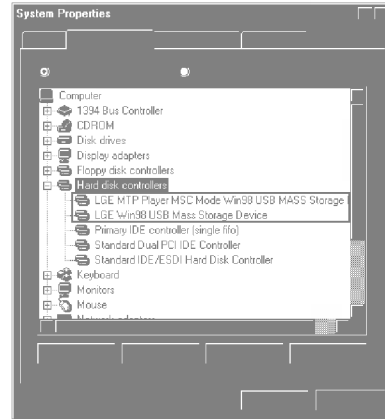 System Properties
Computer
1394 Bus Controller
CDROM
Disk drives
Display adapters
Floppy disk controllers
Hard disk controllers
LGE MTP Player MSC Mode Win98 USB MASS Storage
LGE Win98 USB Mass Storage Device
Primary IDE controller (single fifo)
Standard Dual PCI IDE Controller
Standard IDE/ESDI Hard Disk Controller
Keyboard
Monitors
Mouse
Network adapters